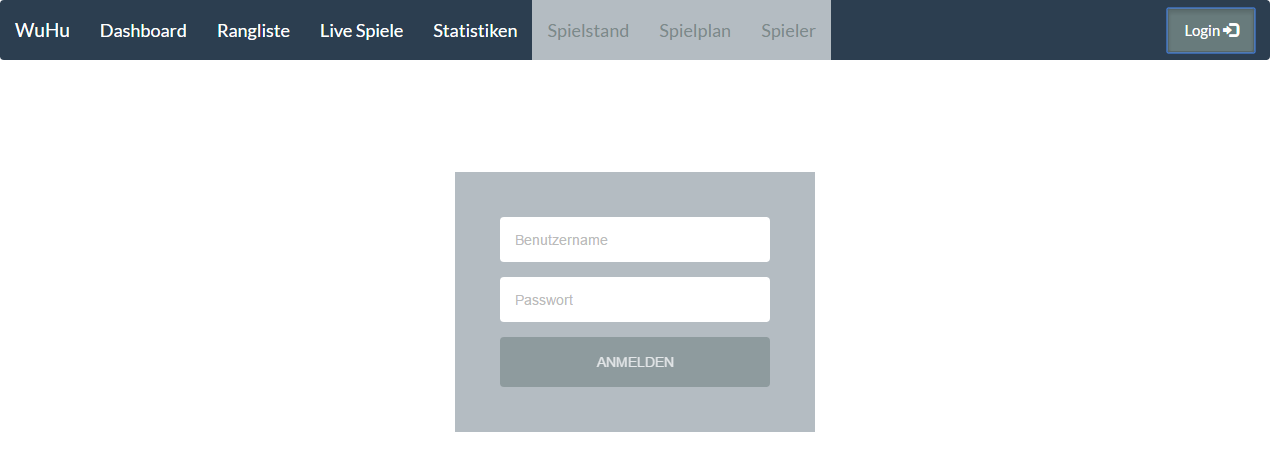 WuHu Dashboard Rangliste Live Spiele Statistiken Spielstand Spielplan Spieler Login
Benutzername
Passwort
ANMELDEN